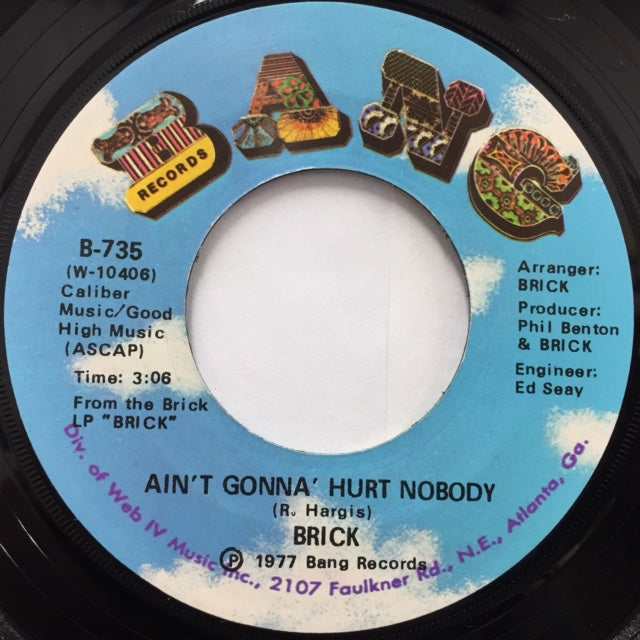 BANG
RECORDS
B-735
(W-10406)
Caliber
Music/Good
High Music
(ASCAP)
Time: 3:06
From the Brick
LP "BRICK"
Arranger:
BRICK
Producer:
Phil Benton
& BRICK
Engineer:
Ed Seay
AIN'T GONNA' HURT NOBODY
(R. Hargis)
BRICK
Ⓟ 1977 Bang Records
Div. of Web IV Music Inc., 2107 Faulkner Rd., N.E., Atlanta, Ga.